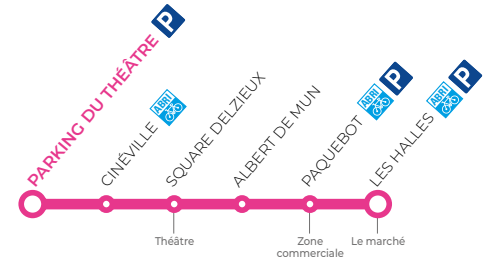 PARKING DU THÉÂTRE P
CINÉVILLE ABRI
SQUARE DELZIEUX
ALBERT DE MUN
PAQUEBOT ABRI P
LES HALLES ABRI P
Théâtre
Zone
commerciale
Le marché